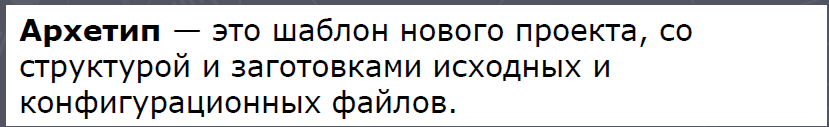 Архетип — это шаблон нового проекта, со
структурой и заготовками исходных и
конфигурационных файлов.